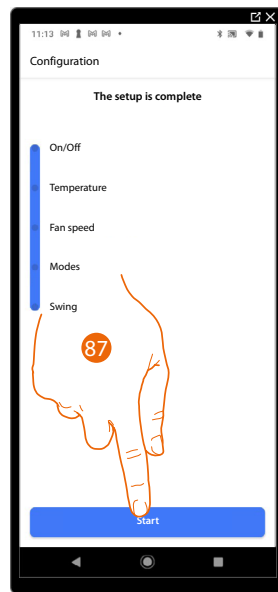 11:13
Configuration
The setup is complete
On/Off
Temperature
Fan speed
Modes
Swing
87
Start